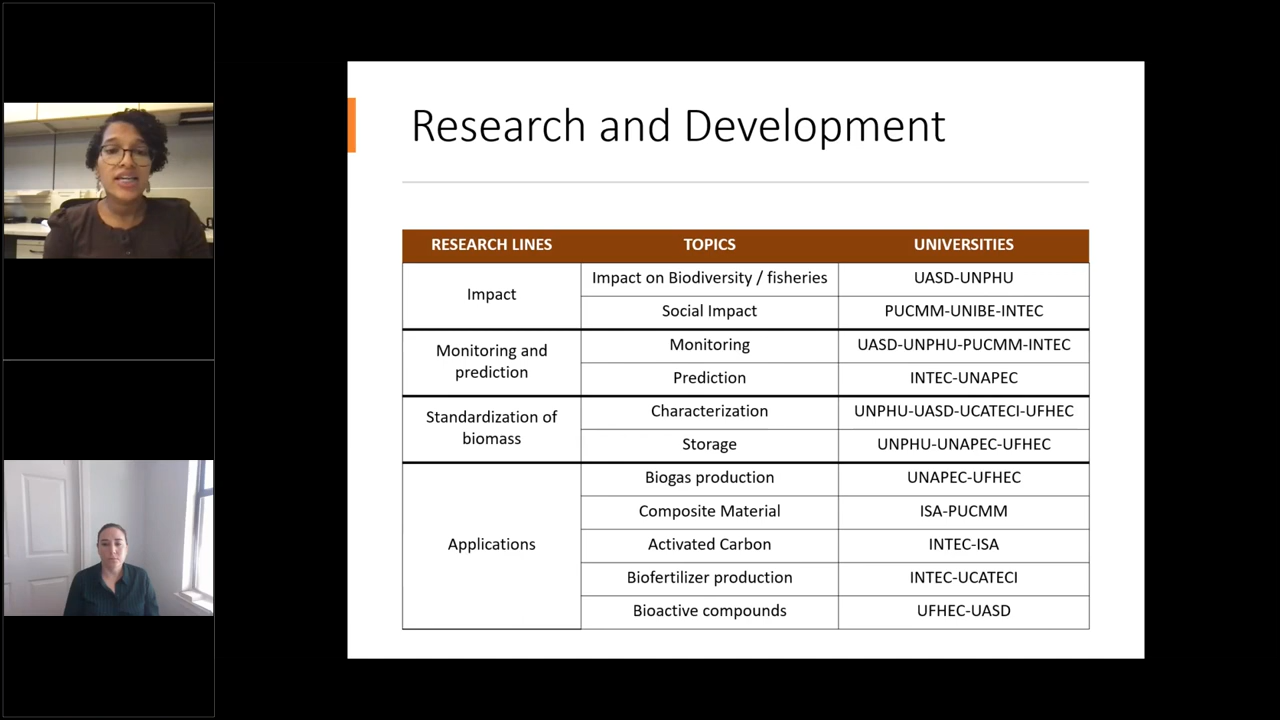 Research and Development
RESEARCH LINES TOPICS UNIVERSITIES
Impact
Impact on Biodiversity / fisheries UASD-UNPHU
Social Impact PUCMM-UNIBE-INTEC
Monitoring and
prediction
Monitoring UASD-UNPHU-PUCMM-INTEC
Prediction INTEC-UNAPEC
Standardization of
biomass
Characterization UNPHU-UASD-UCATECI-UFHEC
Storage UNPHU-UNAPEC-UFHEC
Applications
Biogas production UNAPEC-UFHEC
Composite Material ISA-PUCMM
Activated Carbon INTEC-ISA
Biofertilizer production INTEC-UCATECI
Bioactive compounds UFHEC-UASD